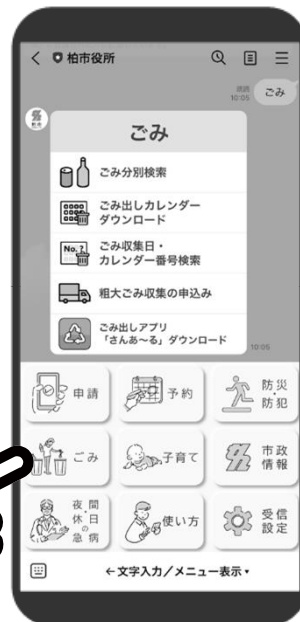 柏市役所
既読
10:05
ごみ
ごみ
ごみ分別検索
ごみ出しカレンダー
ダウンロード
No.?
ごみ収集日・
カレンダー番号検索
粗大ごみ収集の申込み
ごみ出しアプリ
「さんあ~る」ダウンロード
10:05
申請
予約
防災
・
防犯
ごみ
子育て
市政
情報
夜間
休日の
急病
使い方
受信
設定
←文字入力/メニュー表示▼